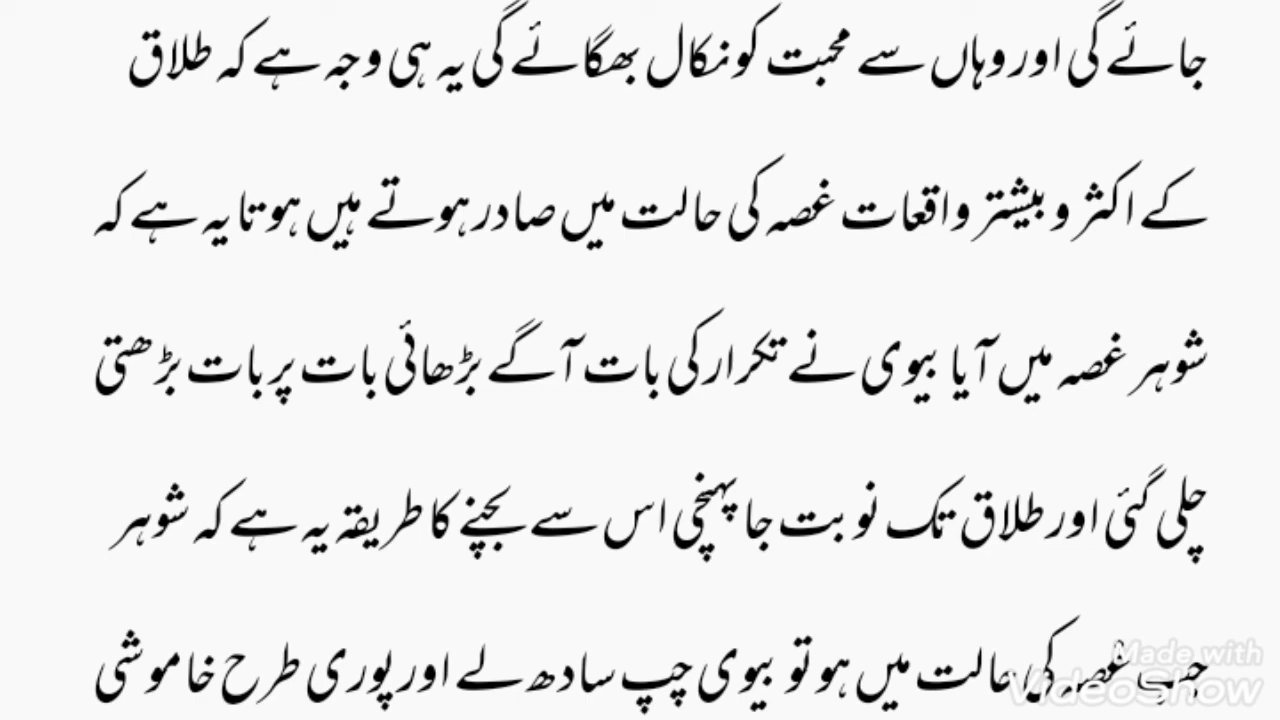 جائے گی اور وہاں سے محبت کو نکال بھگائے گی یہ ہی وجہ ہے کہ طلاق
کے اکثر و بیشتر واقعات غصہ کی حالت میں صادر ہوتے ہیں ہوتا یہ ہے کہ
شوہر غصہ میں آیا بیوی نے تکرار کی بات آگے بڑھائی بات پر بات بڑھتی
چلی گئی اور طلاق تک نوبت جا پہنچی اس سے بچنے کا طریقہ یہ ہے کہ شوہر
جب غصہ کی حالت میں ہو تو بیوی چپ سادھ لے اور پوری طرح خاموشی
Made with
VideoShow